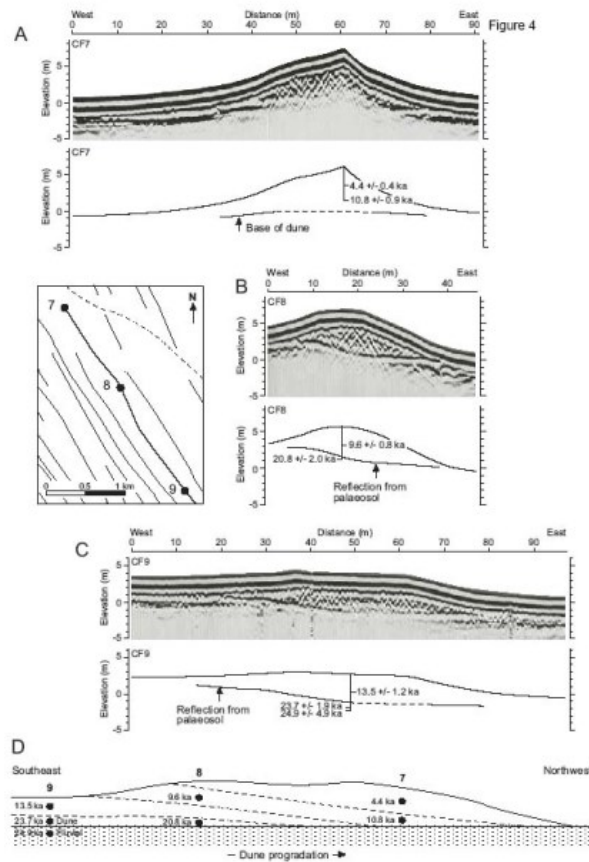 Figure 4
A
West Distance (m) East
0 10 20 30 40 50 60 70 80 90
CF7
Elevation (m)
5
0
-5
CF7
Elevation (m)
5
0
-5
4.4 +/- 0.4 ka
10.8 +/- 0.9 ka
Base of dune
N
7
8
9
0 0.5 1 km
B
West Distance (m) East
0 10 20 30 40
CF8
Elevation (m)
5
0
-5
CF8
Elevation (m)
5
0
-5
9.6 +/- 0.8 ka
20.8 +/- 2.0 ka
Reflection from
palaeosol
C
West Distance (m) East
0 10 20 30 40 50 60 70 80 90
CF9
Elevation (m)
5
0
-5
CF9
Elevation (m)
5
0
-5
13.5 +/- 1.2 ka
23.7 +/- 1.9 ka
24.9 +/- 4.9 ka
Reflection from
palaeosol
D
Southeast Northwest
9 8 7
13.5 ka 9.6 ka 4.4 ka
23.7 ka Dune 20.8 ka 10.8 ka
24.9 ka Fluvial
Dune progradation